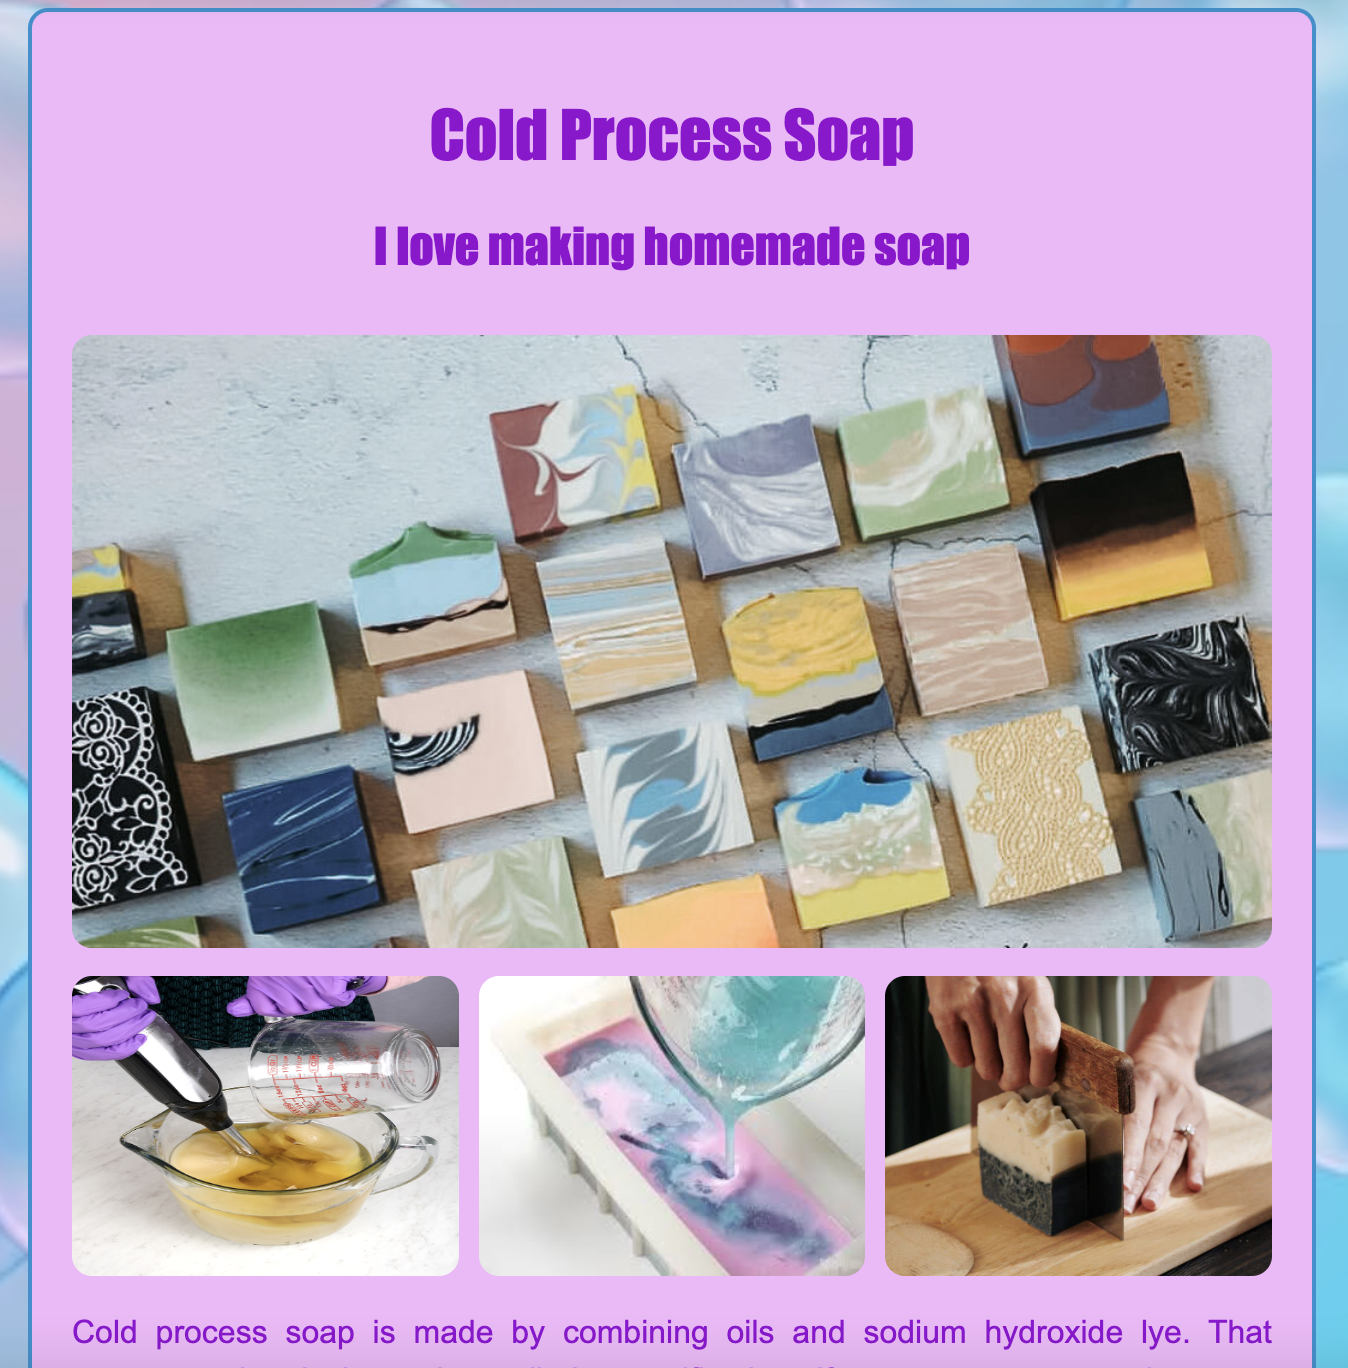 Cold Process Soap
I love making homemade soap
Cold process soap is made by combining oils and sodium hydroxide lye. That